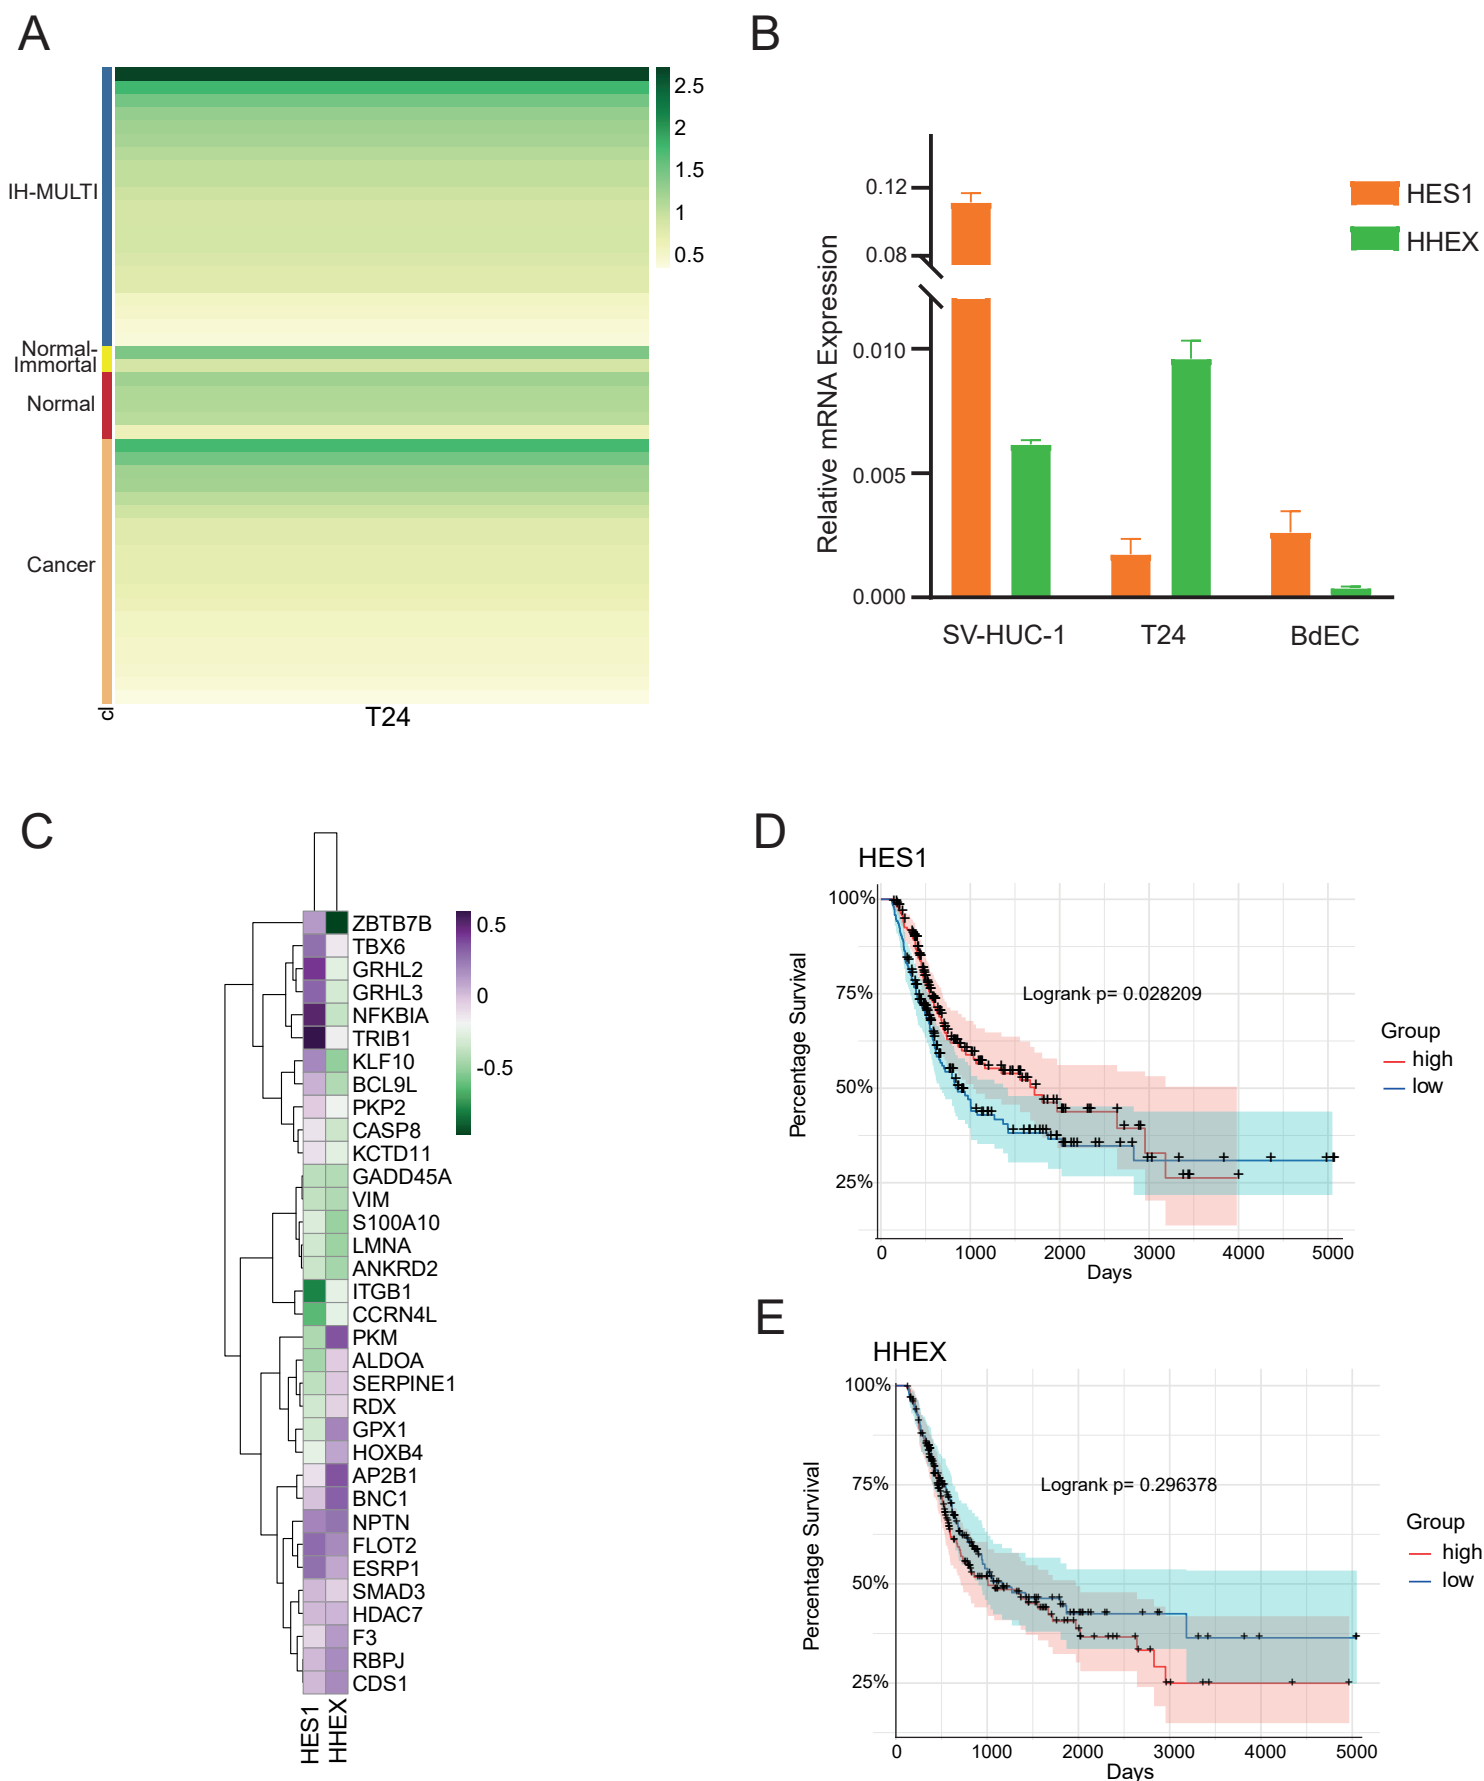 A
IH-MULTI
Normal-
Immortal
Normal
Cancer
cl
T24
2.5
2
1.5
1
0.5
B
Relative mRNA Expression
0.12
0.08
0.010
0.005
0.000
SV-HUC-1
T24
BdEC
HES1
HHEX
C
ZBTB7B
TBX6
GRHL2
GRHL3
NFKBIA
TRIB1
KLF10
BCL9L
PKP2
CASP8
KCTD11
GADD45A
VIM
S100A10
LMNA
ANKRD2
ITGB1
CCRN4L
PKM
ALDOA
SERPINE1
RDX
GPX1
HOXB4
AP2B1
BNC1
NPTN
FLOT2
ESRP1
SMAD3
HDAC7
F3
RBPJ
CDS1
HES1
HHEX
0.5
0
-0.5
D
HES1
Percentage Survival
100%
75%
50%
25%
Logrank p= 0.028209
0
1000
2000
3000
4000
5000
Days
Group
high
low
E
HHEX
Percentage Survival
100%
75%
50%
25%
Logrank p= 0.296378
0
1000
2000
3000
4000
5000
Days
Group
high
low